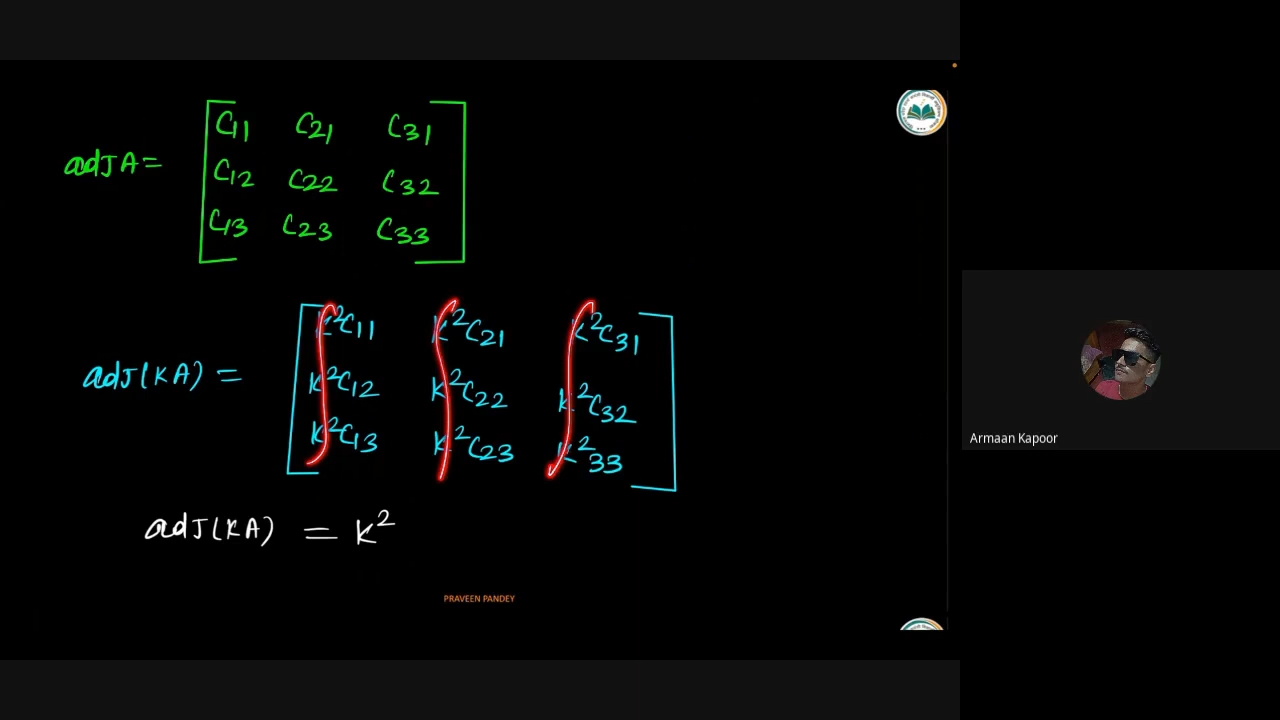 adjA =
C11 C21 C31
C12 C22 C32
C13 C23 C33
adj(KA) =
K²C11 K²C21 K²C31
K²C12 K²C22 K²C32
K²C13 K²C23 K²33
adj(KA) = K²
PRAVEEN PANDEY
Armaan Kapoor